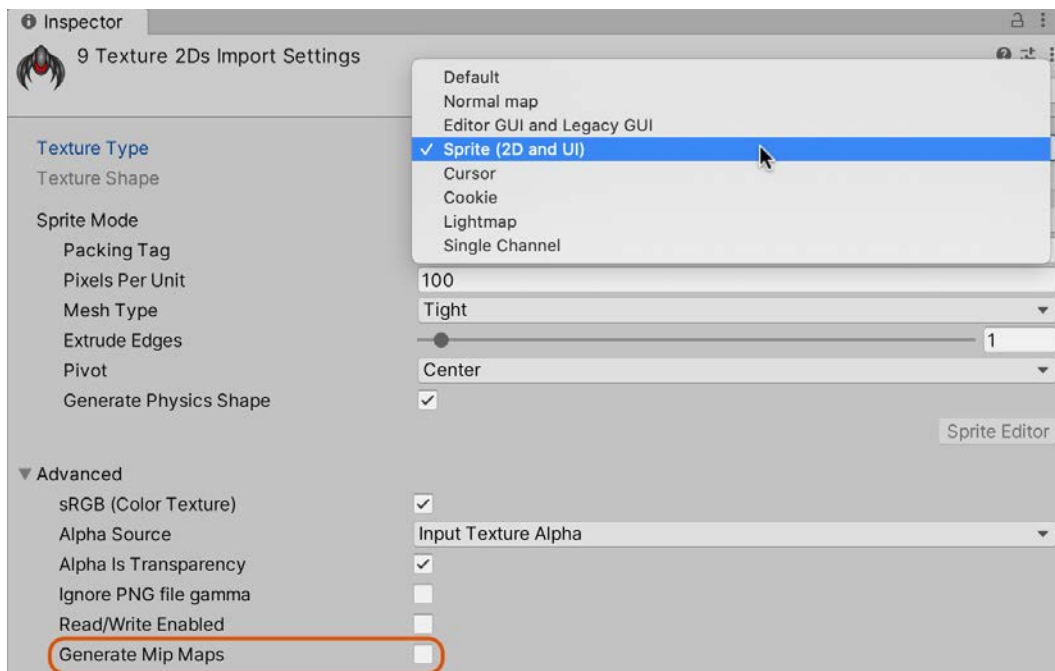 Inspector
9 Texture 2Ds Import Settings
Default
Normal map
Editor GUI and Legacy GUI
Texture Type
✓ Sprite (2D and UI)
Texture Shape
Cursor
Cookie
Sprite Mode
Lightmap
Packing Tag
Single Channel
Pixels Per Unit 100
Mesh Type Tight
Extrude Edges 1
Pivot Center
Generate Physics Shape ✓
Sprite Editor
Advanced
sRGB (Color Texture) ✓
Alpha Source Input Texture Alpha
Alpha Is Transparency ✓
Ignore PNG file gamma
Read/Write Enabled
Generate Mip Maps